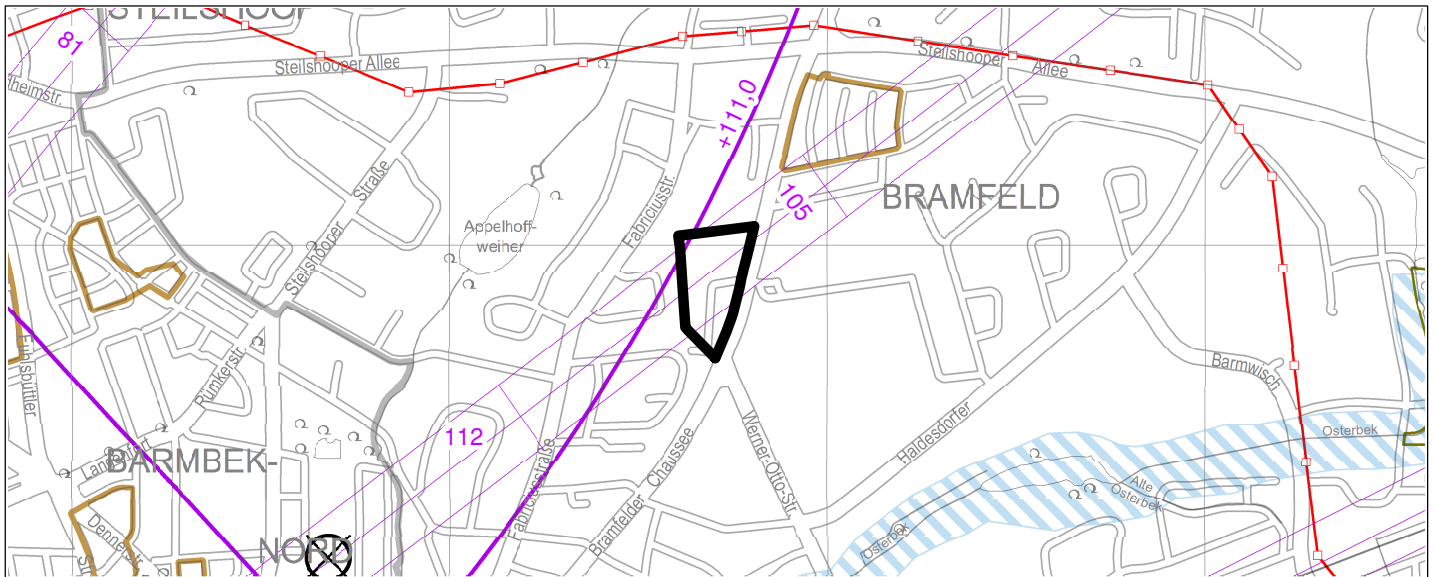 STEILSHOOP
81
Steilshooper Allee
Steilshooper
Allee
+111,0
Straße
Steilshooper
Fabriciusstr.
105
BRAMFELD
Appelhoff-
weiher
Rümkerstr.
Barmwisch
112
Fabriciusstraße
Bramfelder Chaussee
Werner-Otto-Str.
Haldesdorfer
Osterbek
Alte
Osterbek
Osterbek
BARMBEK-
NORD